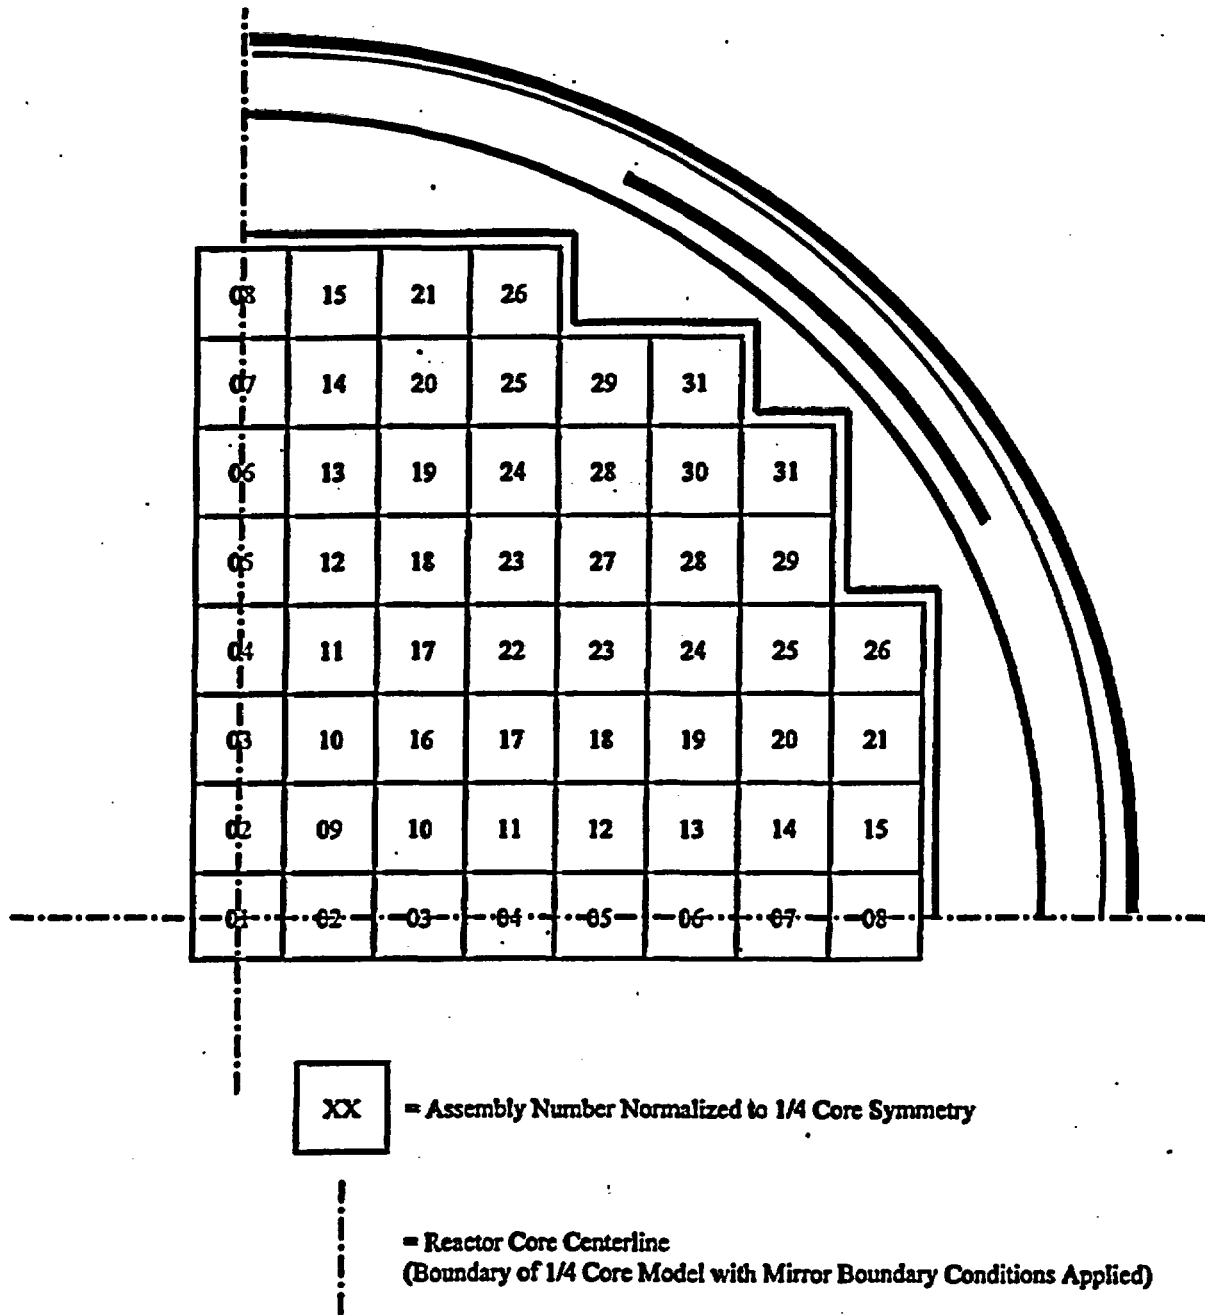 08 15 21 26
07 14 20 25 29 31
06 13 19 24 28 30 31
05 12 18 23 27 28 29
04 11 17 22 23 24 25 26
03 10 16 17 18 19 20 21
02 09 10 11 12 13 14 15
01 02 03 04 05 06 07 08
XX = Assembly Number Normalized to 1/4 Core Symmetry
= Reactor Core Centerline
(Boundary of 1/4 Core Model with Mirror Boundary Conditions Applied)